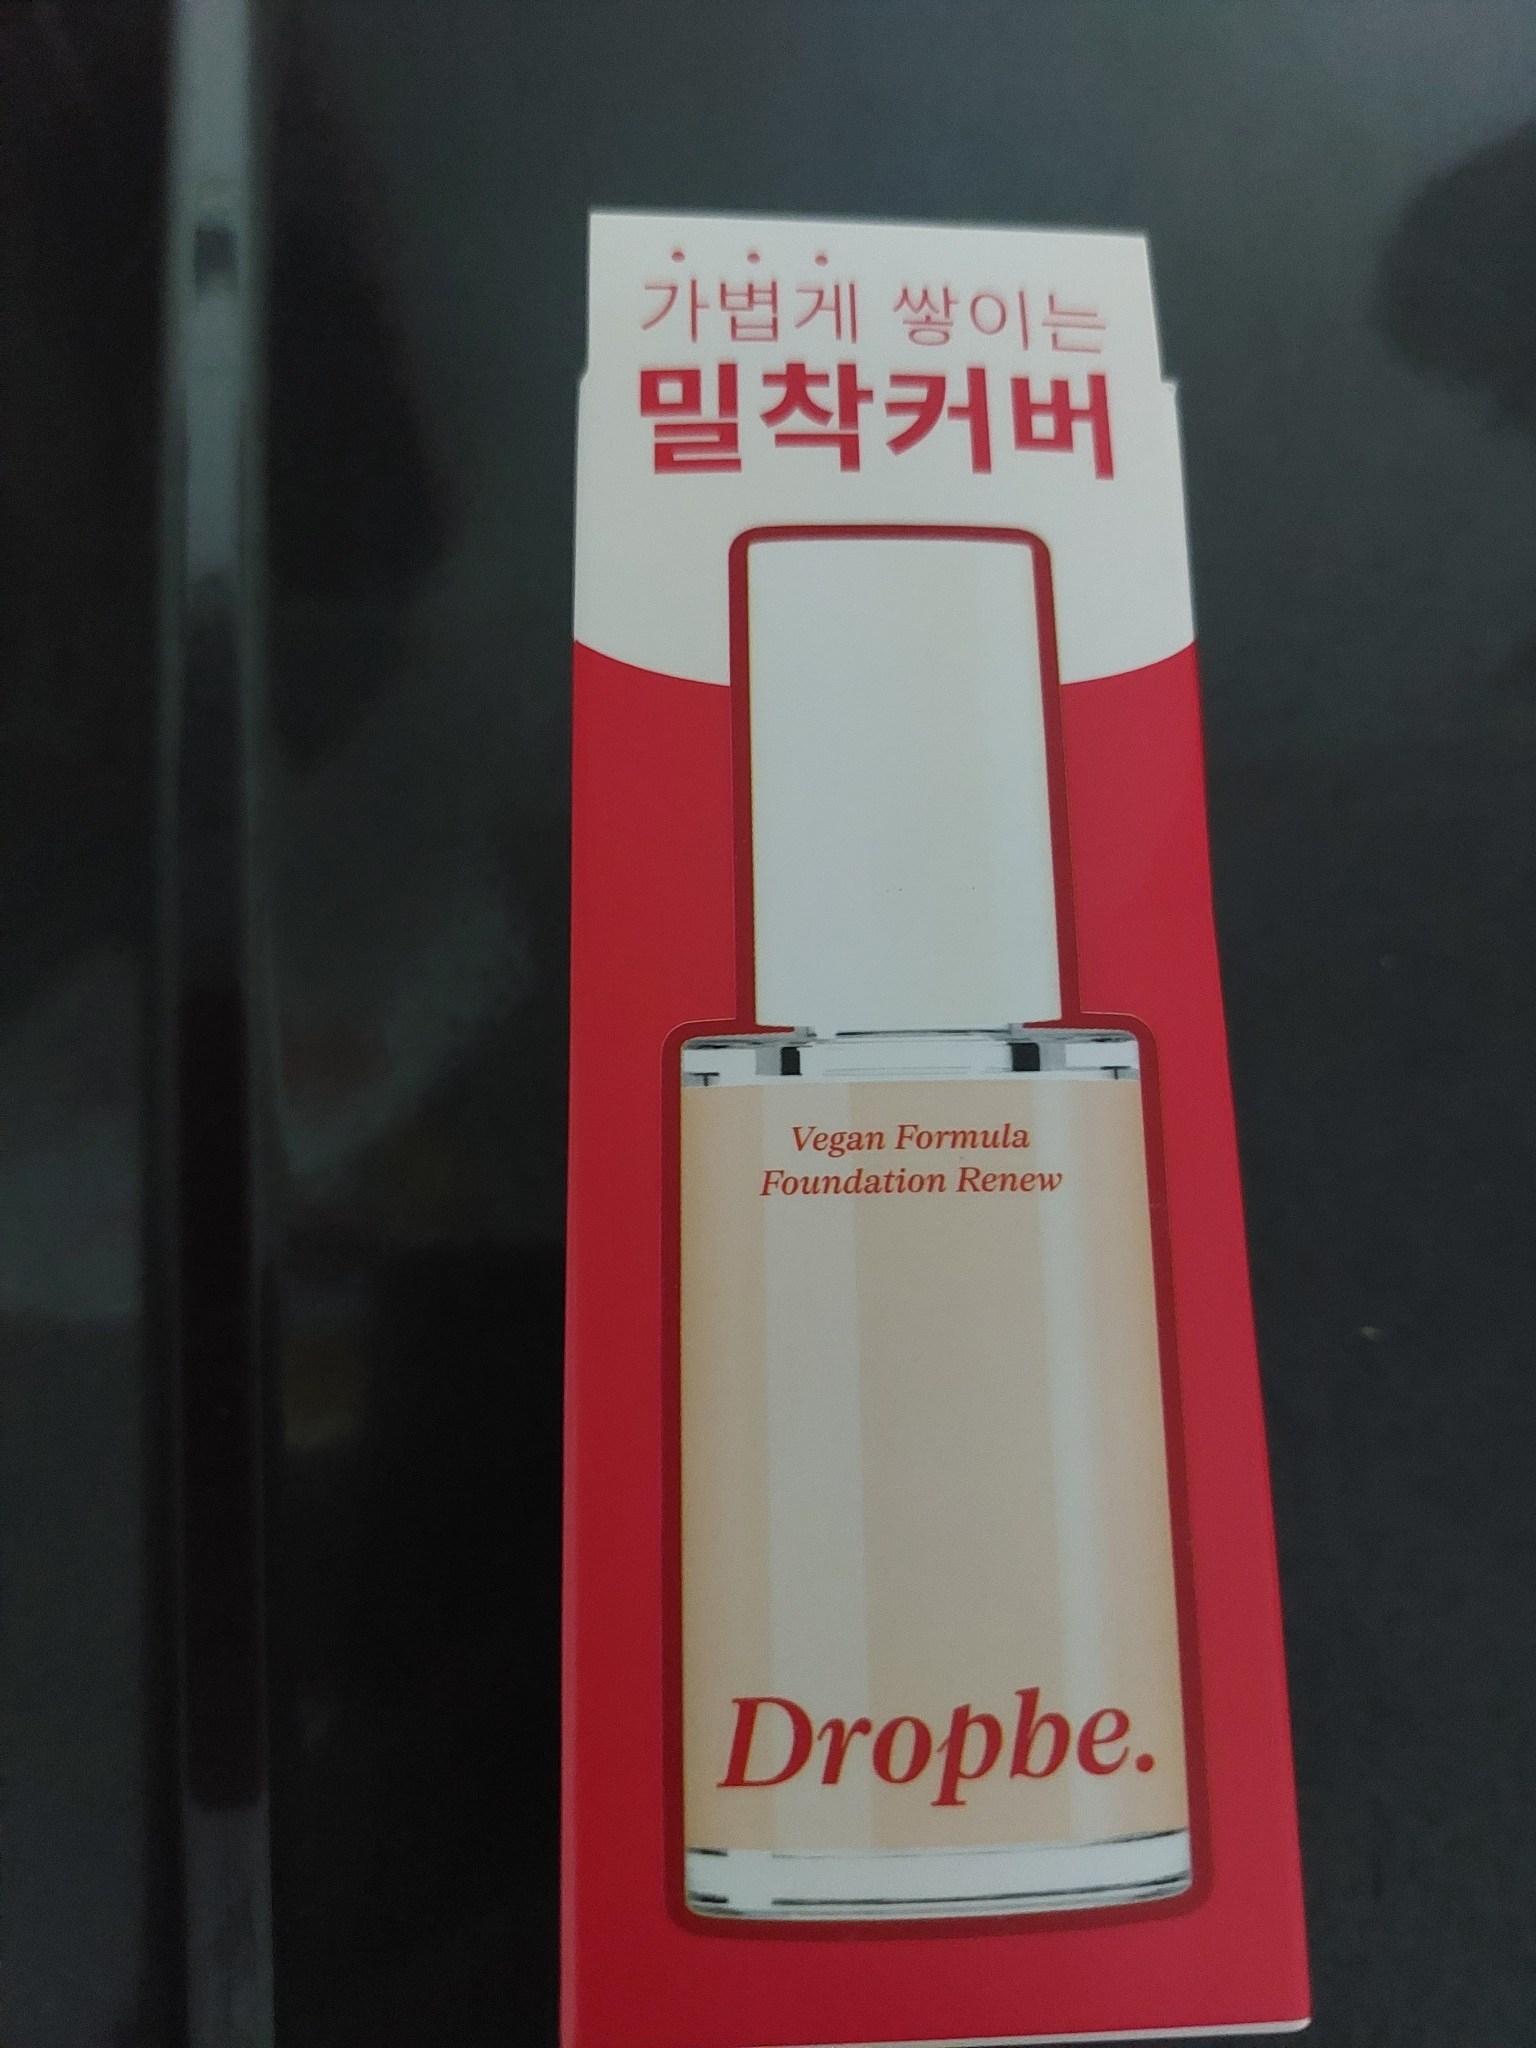 가볍게 쌓이는
밀착커버
Vegan Formula
Foundation Renew
Dropbe.